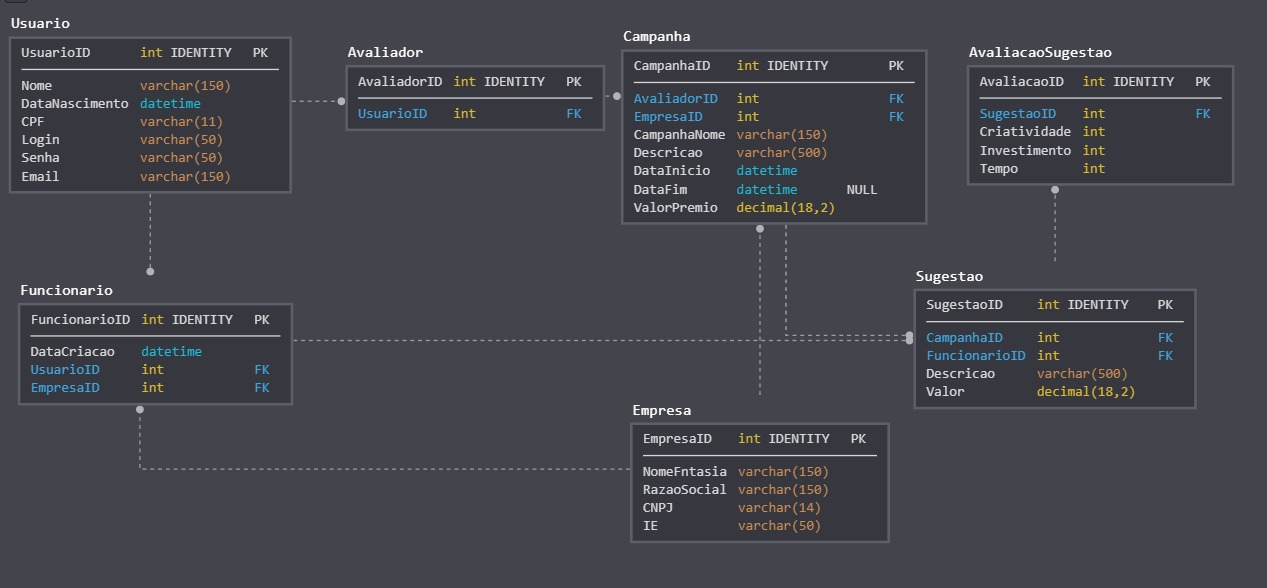 Usuario
UsuarioID int IDENTITY PK
Nome varchar(150)
DataNascimento datetime
CPF varchar(11)
Login varchar(50)
Senha varchar(50)
Email varchar(150)
Avaliador
AvaliadorID int IDENTITY PK
UsuarioID int FK
Campanha
CampanhaID int IDENTITY PK
AvaliadorID int FK
EmpresaID int FK
CampanhaNome varchar(150)
Descricao varchar(500)
DataInicio datetime
DataFim datetime NULL
ValorPremio decimal(18,2)
AvaliacaoSugestao
AvaliacaoID int IDENTITY PK
SugestaoID int FK
Criatividade int
Investimento int
Tempo int
Funcionario
FuncionarioID int IDENTITY PK
DataCriacao datetime
UsuarioID int FK
EmpresaID int FK
Sugestao
SugestaoID int IDENTITY PK
CampanhaID int FK
FuncionarioID int FK
Descricao varchar(500)
Valor decimal(18,2)
Empresa
EmpresaID int IDENTITY PK
NomeFntasia varchar(150)
RazaoSocial varchar(150)
CNPJ varchar(14)
IE varchar(50)